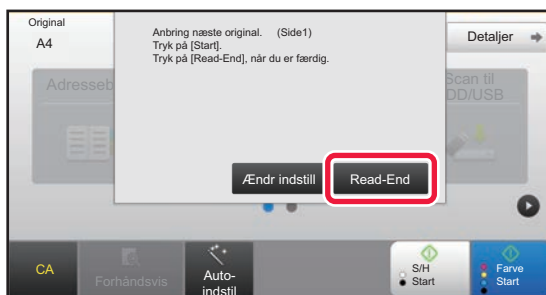 Original
A4
Anbring næste original. (Side1)
Tryk på [Start].
Tryk på [Read-End], når du er færdig.
Detaljer
Adresseb
Scan til
DD/USB
Ændr indstill
Read-End
CA
Forhåndsvis
Auto-
indstil
S/H
Start
Farve
Start